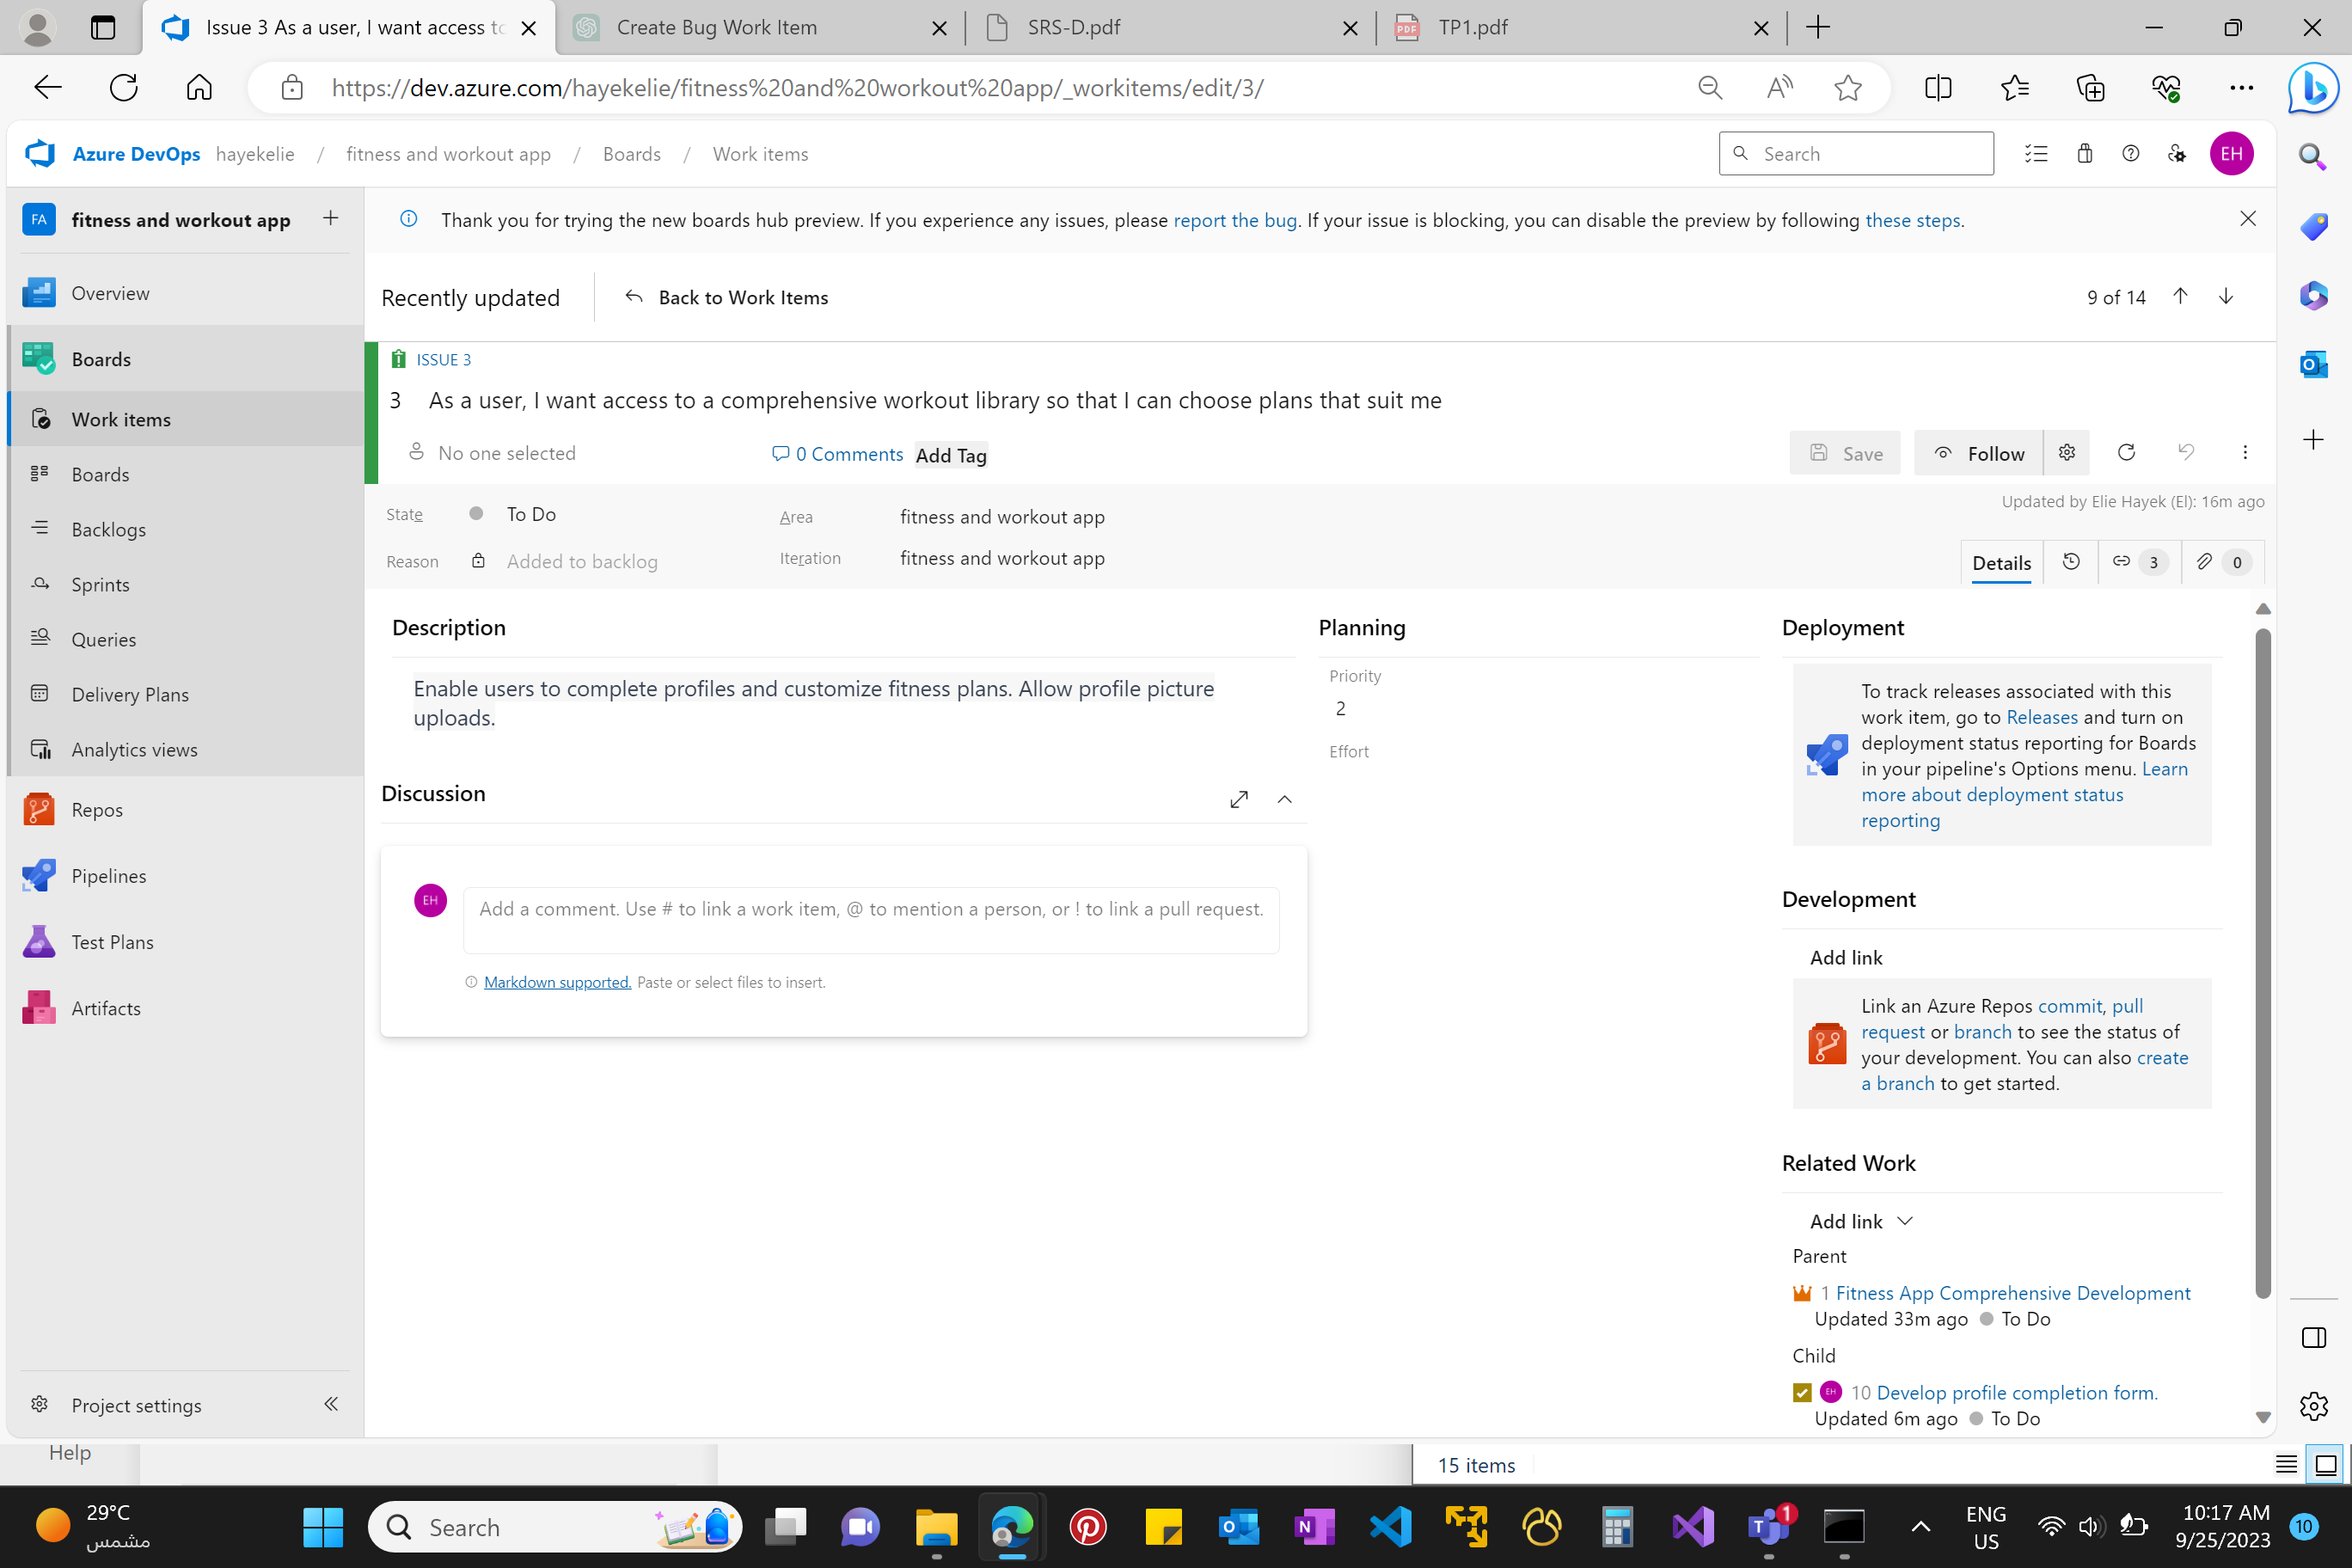 Issue 3 As a user, I want access to
Create Bug Work Item
SRS-D.pdf
TP1.pdf
https://dev.azure.com/hayekelie/fitness%20and%20workout%20app/_workitems/edit/3/
Azure DevOps hayekelie / fitness and workout app / Boards / Work items
Search
EH
FA fitness and workout app
Thank you for trying the new boards hub preview. If you experience any issues, please report the bug. If your issue is blocking, you can disable the preview by following these steps.
Overview
Boards
Work items
Boards
Backlogs
Sprints
Queries
Delivery Plans
Analytics views
Repos
Pipelines
Test Plans
Artifacts
Project settings
Recently updated
Back to Work Items
9 of 14
ISSUE 3
3 As a user, I want access to a comprehensive workout library so that I can choose plans that suit me
No one selected
0 Comments
Add Tag
Save
Follow
Updated by Elie Hayek (El): 16m ago
State To Do
Area fitness and workout app
Reason Added to backlog
Iteration fitness and workout app
Details
3
0
Description
Enable users to complete profiles and customize fitness plans. Allow profile picture
uploads.
Discussion
EH
Add a comment. Use # to link a work item, @ to mention a person, or ! to link a pull request.
Markdown supported. Paste or select files to insert.
Planning
Priority
2
Effort
Deployment
To track releases associated with this
work item, go to Releases and turn on
deployment status reporting for Boards
in your pipeline's Options menu. Learn
more about deployment status
reporting
Development
Add link
Link an Azure Repos commit, pull
request or branch to see the status of
your development. You can also create
a branch to get started.
Related Work
Add link
Parent
1 Fitness App Comprehensive Development
Updated 33m ago To Do
Child
EH 10 Develop profile completion form.
Updated 6m ago To Do
Help
15 items
29°C
مشمس
Search
1
ENG
US
10:17 AM
9/25/2023
10